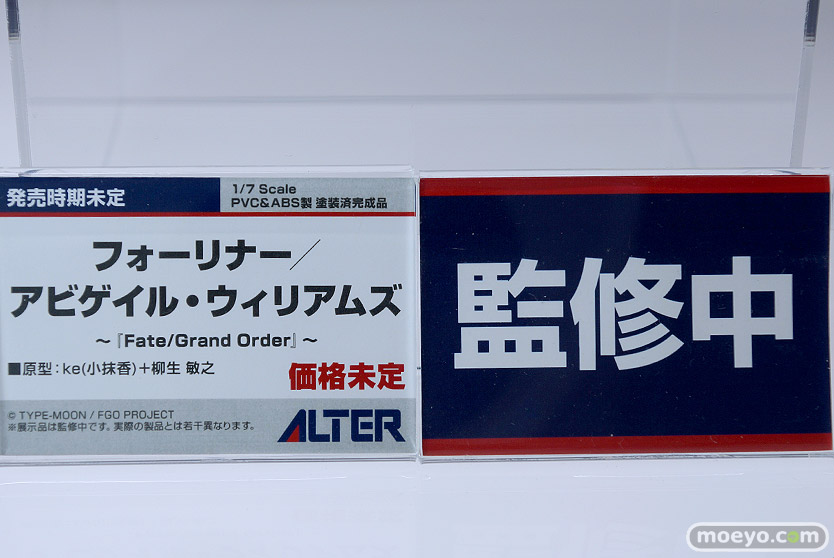 発売時期未定
1/7 Scale
PVC&ABS製 塗装済完成品
フォーリナー／
アビゲイル・ウィリアムズ
～『Fate/Grand Order』～
■原型：ke(小抹香)＋柳生 敏之
価格未定
© TYPE-MOON / FGO PROJECT
※展示品は監修中です。実際の製品とは若干異なります。
ALTER
監修中
moeyo.com